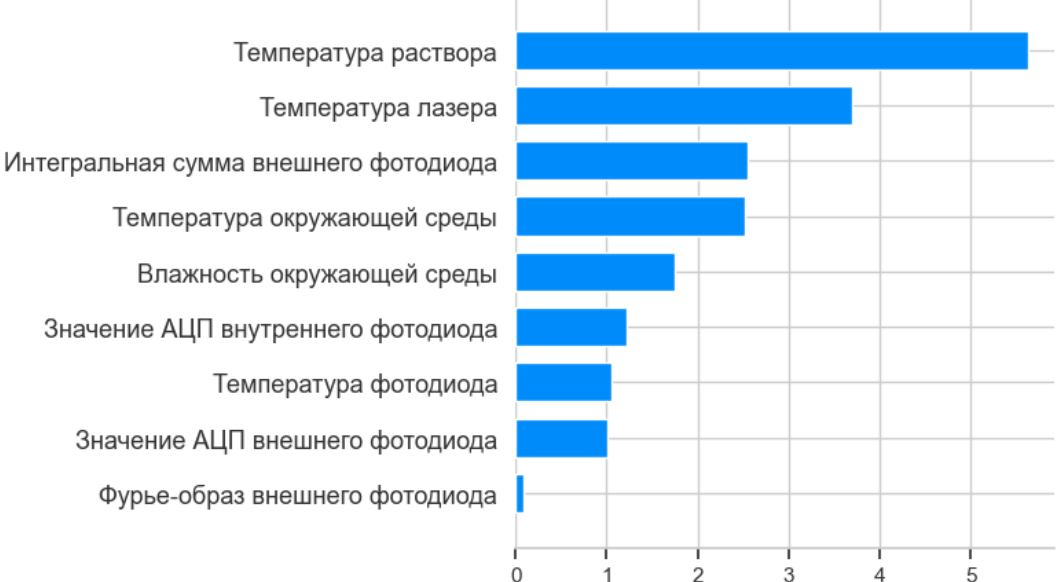 Температура раствора
Температура лазера
Интегральная сумма внешнего фотодиода
Температура окружающей среды
Влажность окружающей среды
Значение АЦП внутреннего фотодиода
Температура фотодиода
Значение АЦП внешнего фотодиода
Фурье-образ внешнего фотодиода
0 1 2 3 4 5